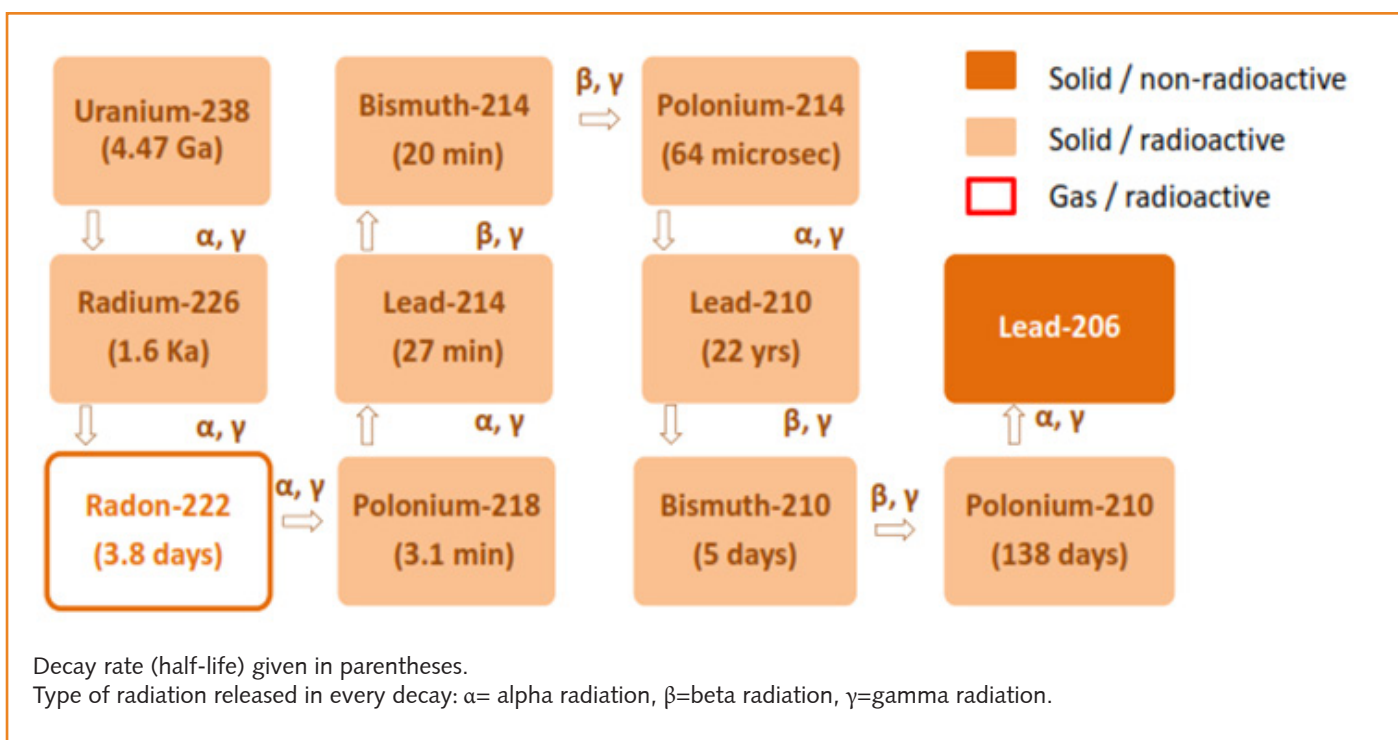 Uranium-238
(4.47 Ga)
α, γ
Radium-226
(1.6 Ka)
α, γ
Radon-222
(3.8 days)
α, γ
Polonium-218
(3.1 min)
α, γ
Lead-214
(27 min)
β, γ
Bismuth-214
(20 min)
β, γ
Polonium-214
(64 microsec)
α, γ
Lead-210
(22 yrs)
β, γ
Bismuth-210
(5 days)
β, γ
Polonium-210
(138 days)
α, γ
Lead-206
Solid / non-radioactive
Solid / radioactive
Gas / radioactive
Decay rate (half-life) given in parentheses.
Type of radiation released in every decay: α= alpha radiation, β=beta radiation, γ=gamma radiation.